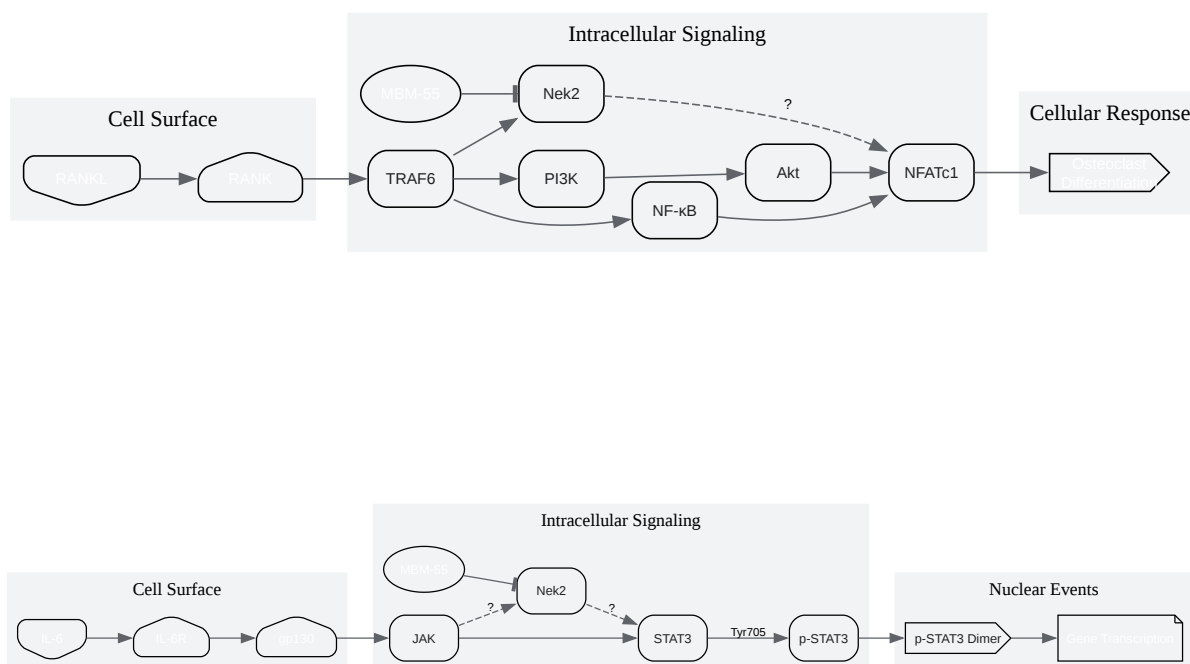 Intracellular Signaling
MBM-55
Nek2
?
Cell Surface
Cellular Response
RANKL
RANK
TRAF6
PI3K
Akt
NFATc1
Osteoclast
Differentiation
NF-κB
Intracellular Signaling
MBM-55
Nek2
Cell Surface
Nuclear Events
?
?
IL-6
IL-6R
gp130
JAK
STAT3
Tyr705
p-STAT3
p-STAT3 Dimer
Gene Transcription